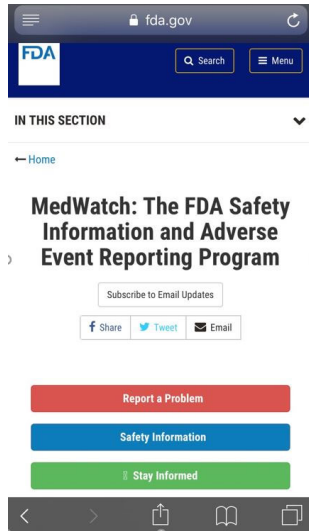 fda.gov
FDA
Search
Menu
IN THIS SECTION
Home
MedWatch: The FDA Safety
Information and Adverse
Event Reporting Program
Subscribe to Email Updates
Share
Tweet
Email
Report a Problem
Safety Information
Stay Informed